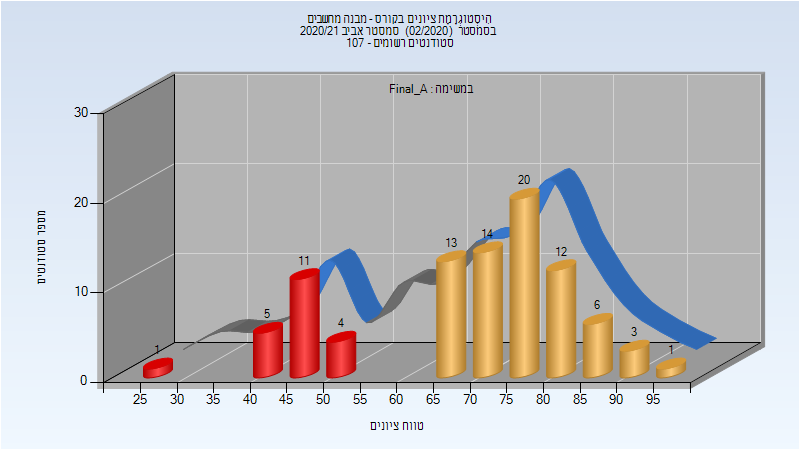 היסטוגרמת ציונים בקורס - מבנה מחשבים
בסמסטר (02/2020) סמסטר אביב 2020/21
סטודנטים רשומים - 107
במשימה : Final_A
מספר סטודנטים
30
20
10
0
1
5
11
4
13
14
20
12
6
3
1
25 30 35 40 45 50 55 60 65 70 75 80 85 90 95
טווח ציונים